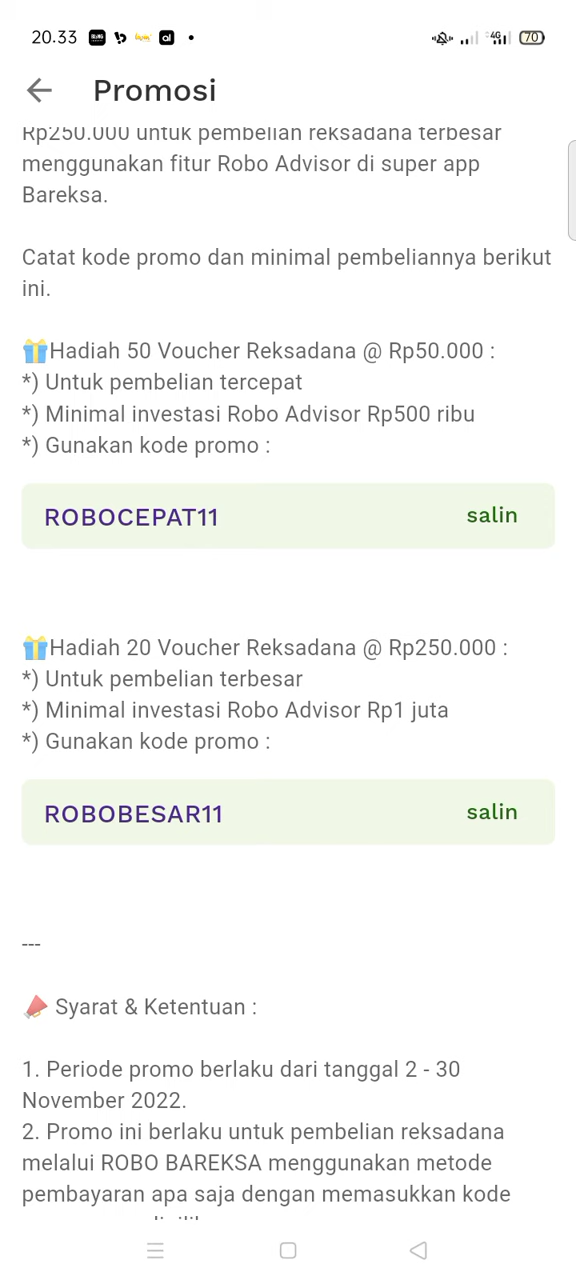 20.33
4G
70
Promosi
Rp250.000 untuk pembelian reksadana terbesar
menggunakan fitur Robo Advisor di super app
Bareksa.
Catat kode promo dan minimal pembeliannya berikut
ini.
Hadiah 50 Voucher Reksadana @ Rp50.000 :
*) Untuk pembelian tercepat
*) Minimal investasi Robo Advisor Rp500 ribu
*) Gunakan kode promo :
ROBOCEPAT11 salin
Hadiah 20 Voucher Reksadana @ Rp250.000 :
*) Untuk pembelian terbesar
*) Minimal investasi Robo Advisor Rp1 juta
*) Gunakan kode promo :
ROBOBESAR11 salin
---
Syarat & Ketentuan :
1. Periode promo berlaku dari tanggal 2 - 30
November 2022.
2. Promo ini berlaku untuk pembelian reksadana
melalui ROBO BAREKSA menggunakan metode
pembayaran apa saja dengan memasukkan kode